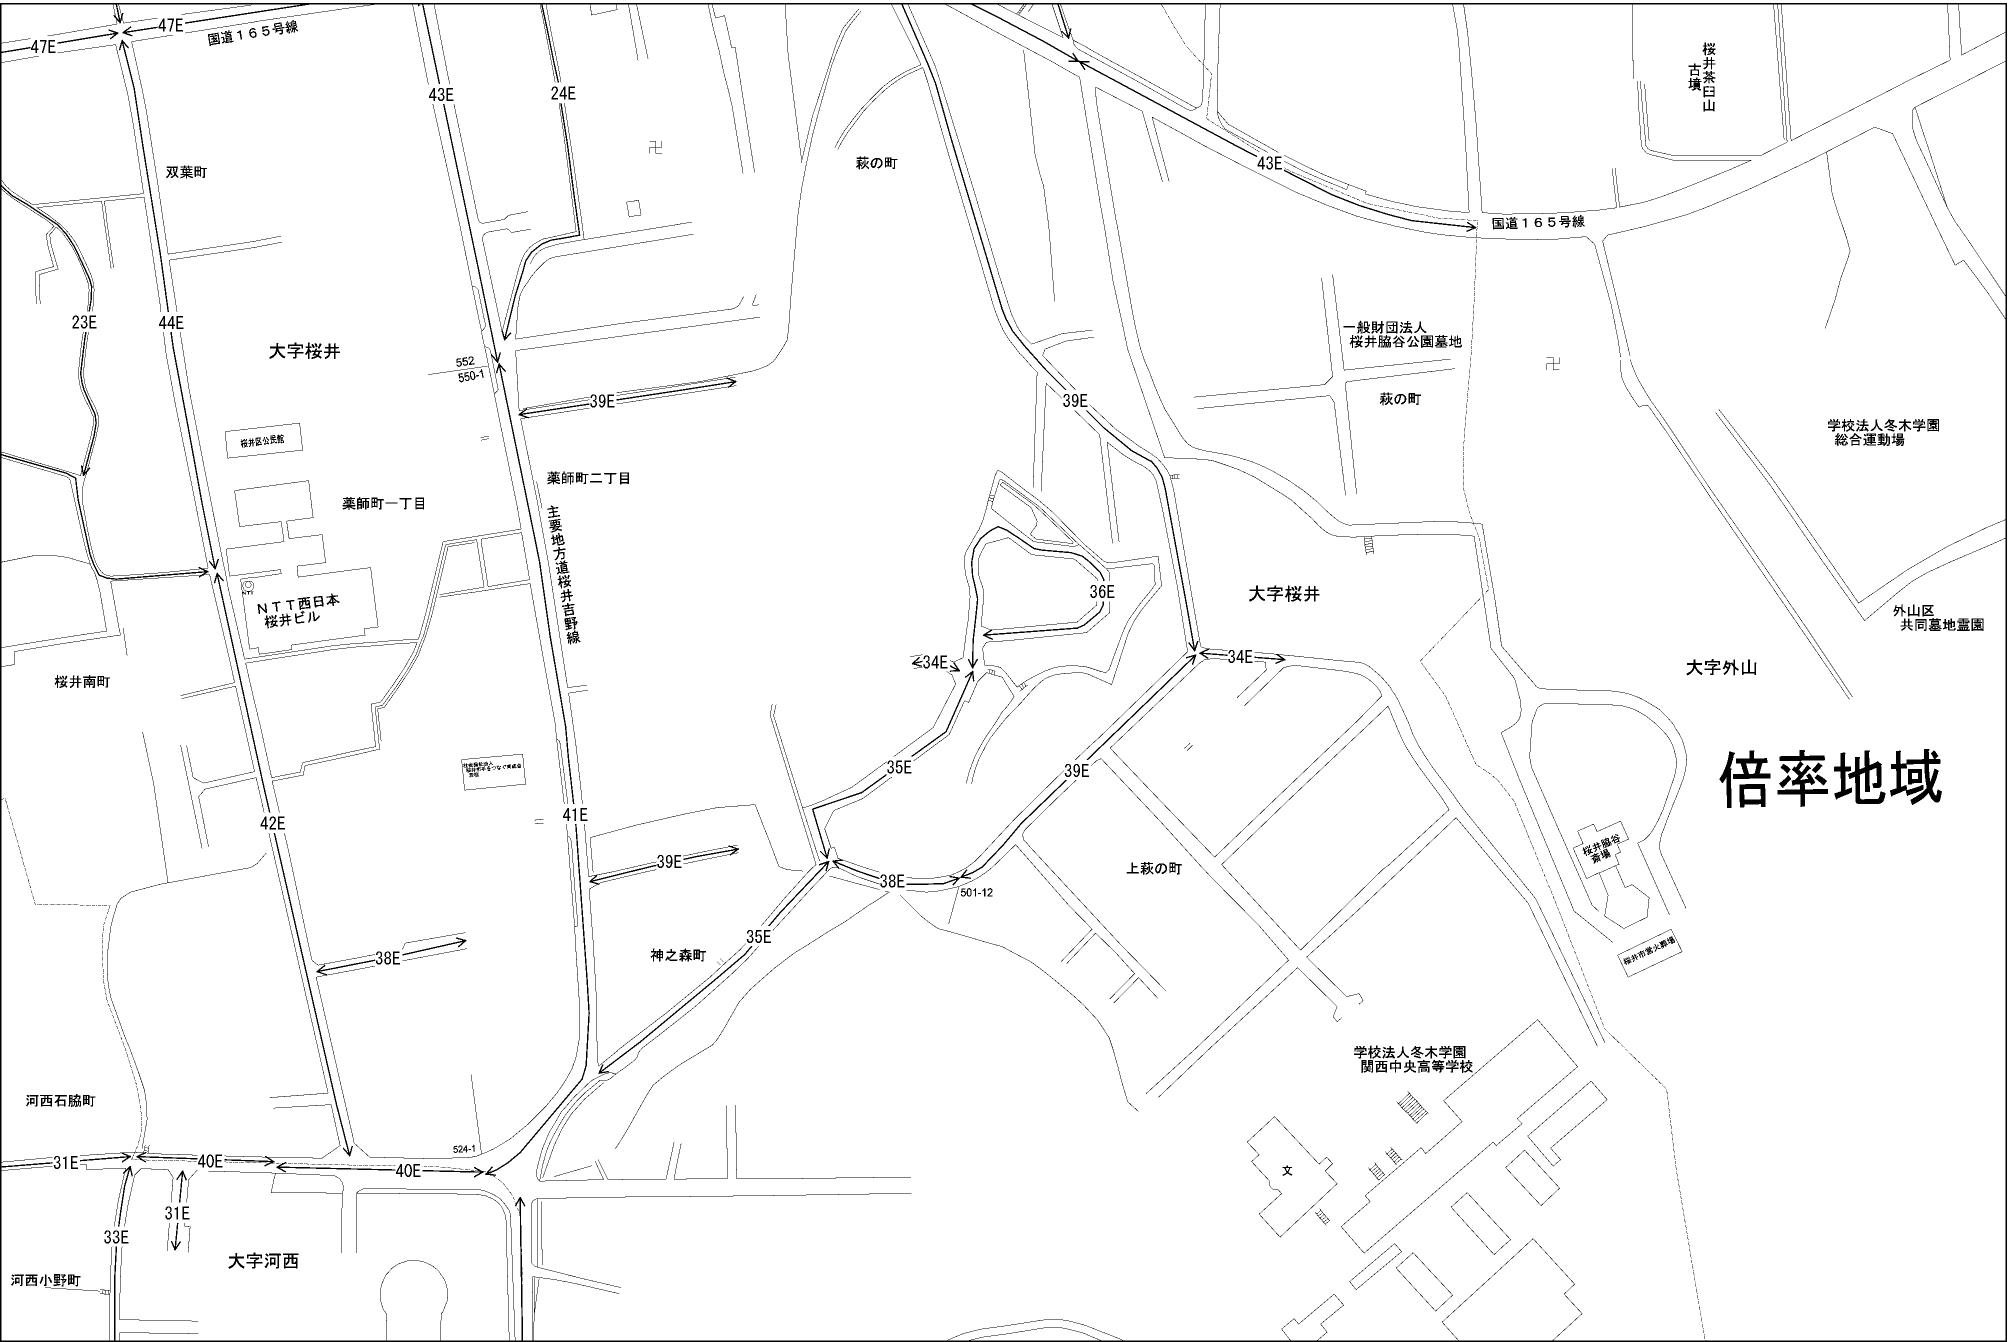 47E
47E
国道165号線
43E
24E
桜井茶臼山
古墳
双葉町
萩の町
43E
国道165号線
23E
44E
大字桜井
552
550-1
39E
39E
一般財団法人
桜井脇谷公園墓地
萩の町
学校法人冬木学園
総合運動場
桜井区公民館
薬師町一丁目
薬師町二丁目
主要地方道桜井吉野線
NTT
NTT西日本
桜井ビル
36E
大字桜井
外山区
共同墓地霊園
34E
34E
大字外山
桜井南町
倍率地域
35E
39E
42E
41E
39E
38E
501-12
上萩の町
桜井脇谷
斎場
38E
35E
神之森町
桜井市営火葬場
学校法人冬木学園
関西中央高等学校
河西石脇町
524-1
31E
40E
40E
文
31E
33E
大字河西
河西小野町